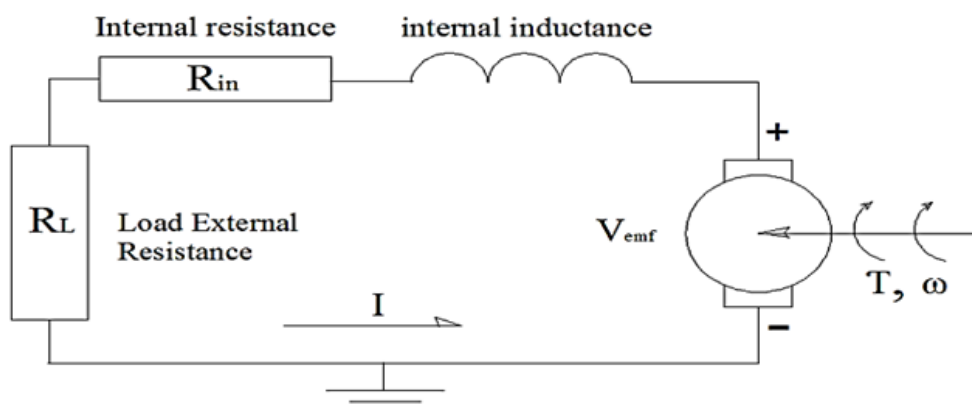 Internal resistance
internal inductance
Rin
+
RL
Load External
Resistance
Vemf
T, ω
I
−